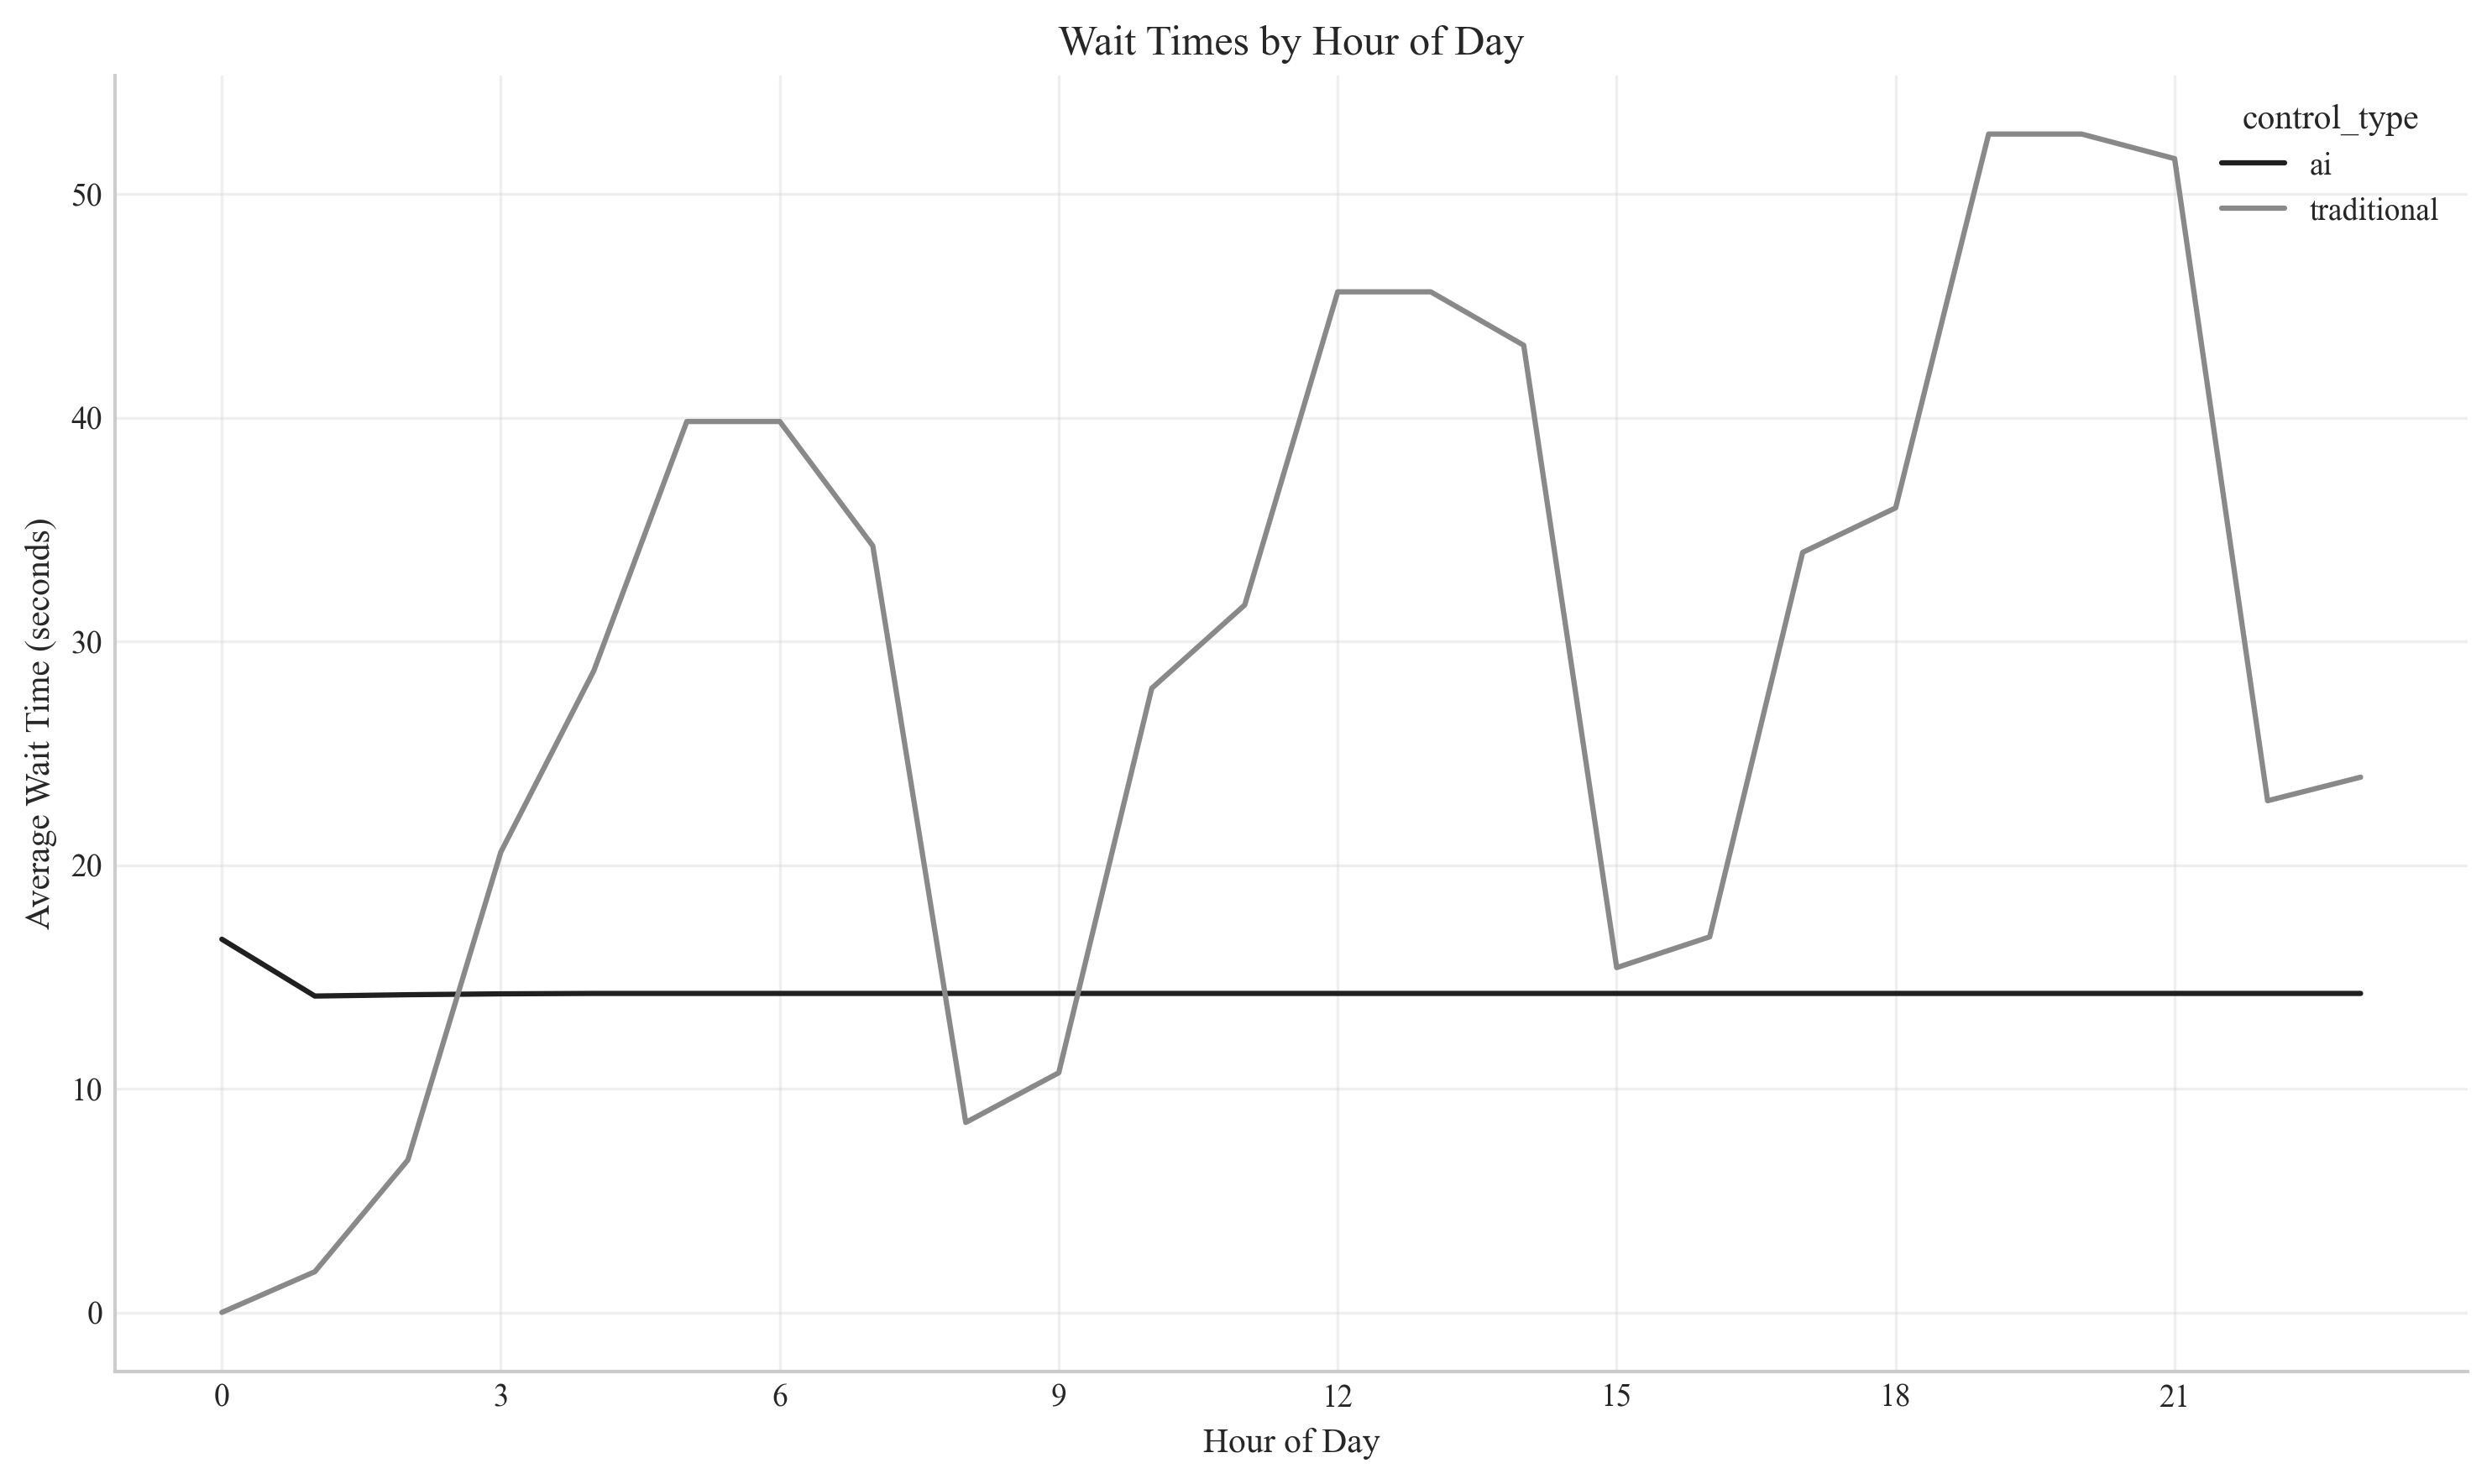 Wait Times by Hour of Day
control_type
ai
traditional
Average Wait Time (seconds)
50
40
30
20
10
0
0 3 6 9 12 15 18 21
Hour of Day